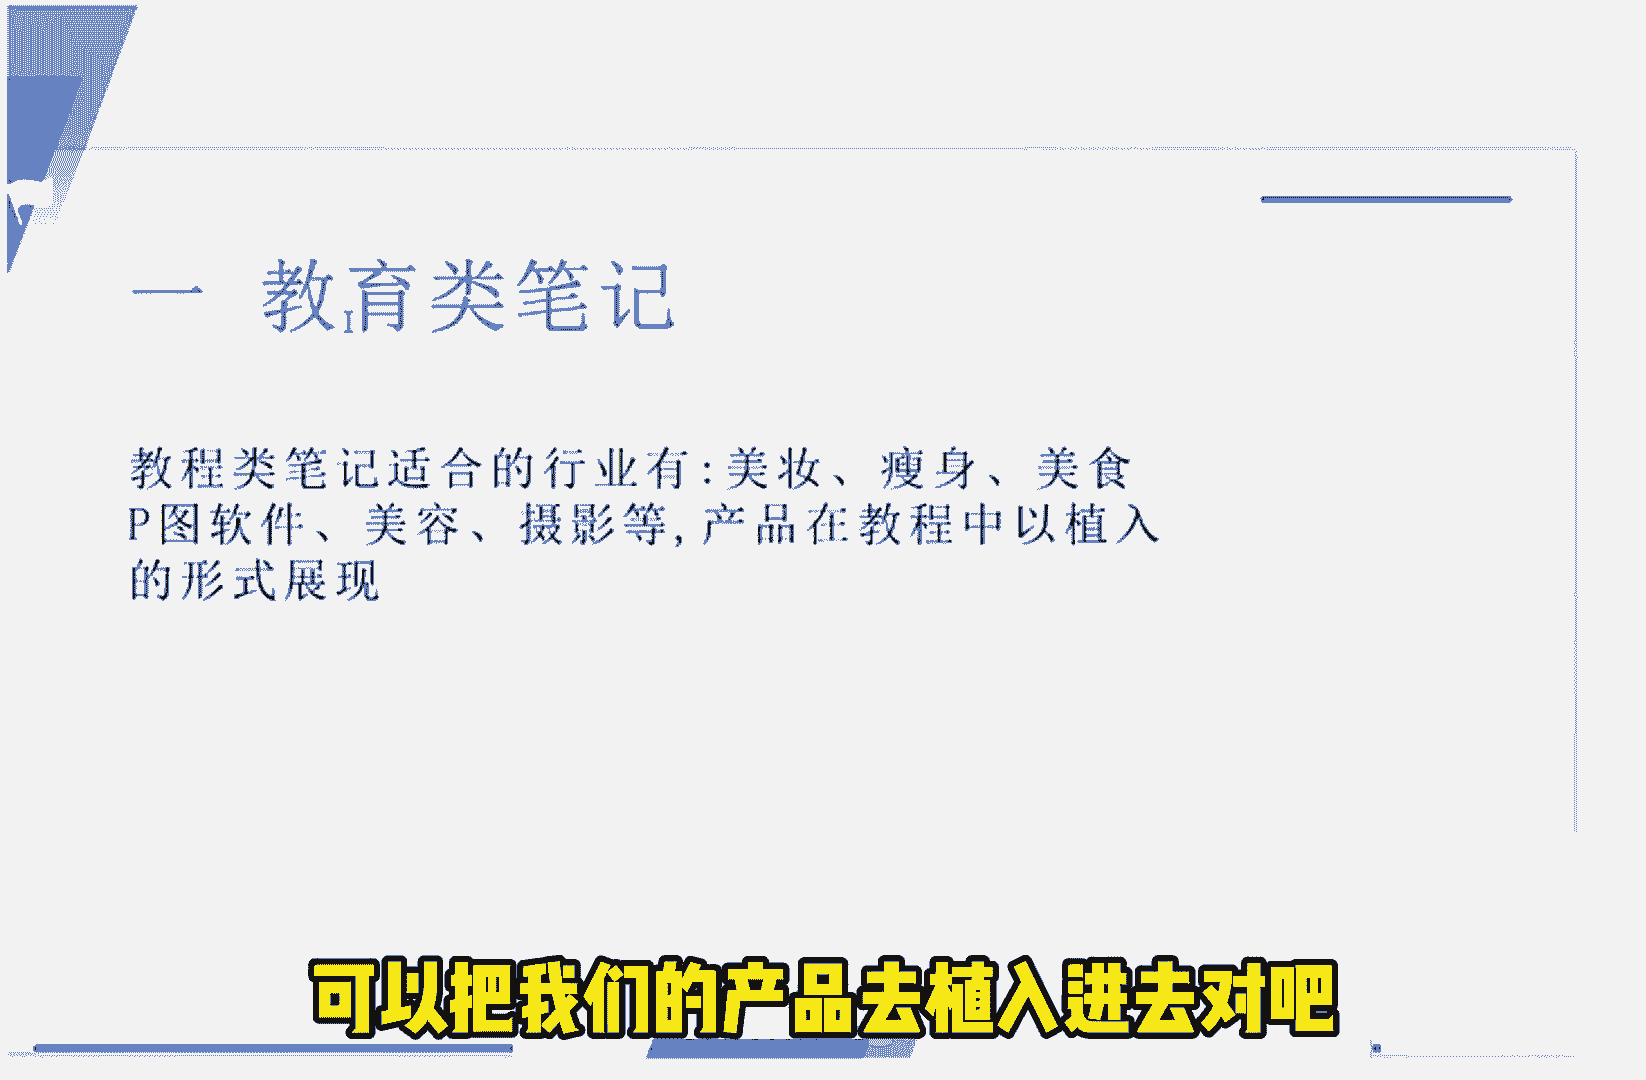 一 教育类笔记
教程类笔记适合的行业有:美妆、瘦身、美食
P图软件、美容、摄影等,产品在教程中以植入
的形式展现
可以把我们的产品去植入进去对吧